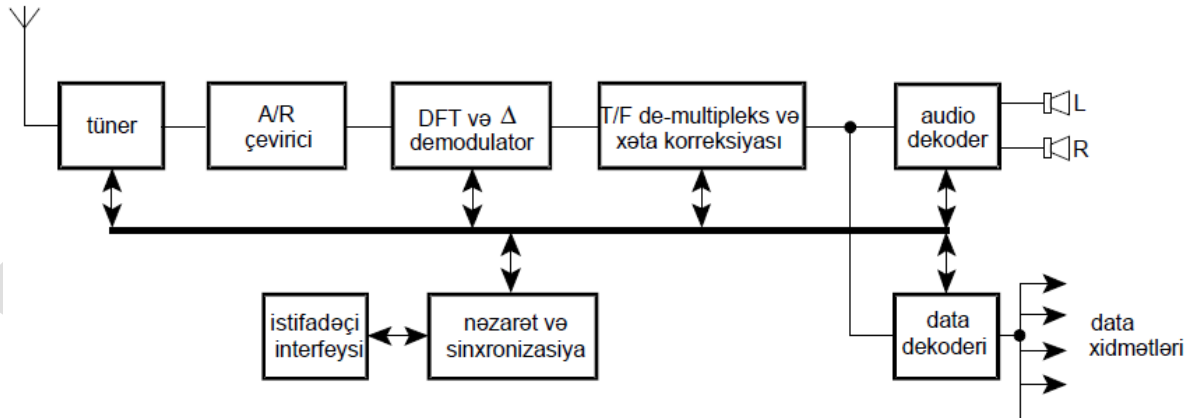 tüner
A/R
çevirici
DFT və Δ
demodulator
T/F de-multipleks və
xəta korreksiyası
audio
dekoder
L
R
istifadəçi
interfeysi
nəzarət və
sinxronizasiya
data
dekoderi
data
xidmətləri